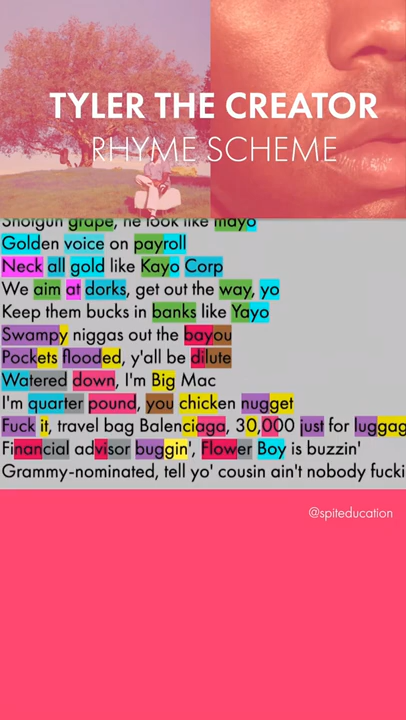 TYLER THE CREATOR
RHYME SCHEME
Shotgun grape, he look like mayo
Golden voice on payroll
Neck all gold like Kayo Corp
We aim at dorks, get out the way, yo
Keep them bucks in banks like Yayo
Swampy niggas out the bayou
Pockets flooded, y'all be dilute
Watered down, I'm Big Mac
I'm quarter pound, you chicken nugget
Fuck it, travel bag Balenciaga, 30,000 just for luggag
Financial advisor buggin', Flower Boy is buzzin'
Grammy-nominated, tell yo' cousin ain't nobody fucki
@spiteducation